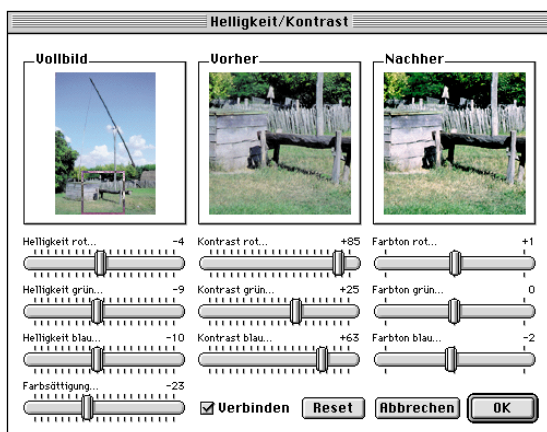 Helligkeit/Kontrast
Vollbild
Vorher
Nachher
Helligkeit rot... -4
Kontrast rot... +85
Farbton rot... +1
Helligkeit grün... -9
Kontrast grün... +25
Farbton grün... 0
Helligkeit blau... -10
Kontrast blau... +63
Farbton blau... -2
Farbsättigung... -23
Verbinden
Reset
Abbrechen
OK